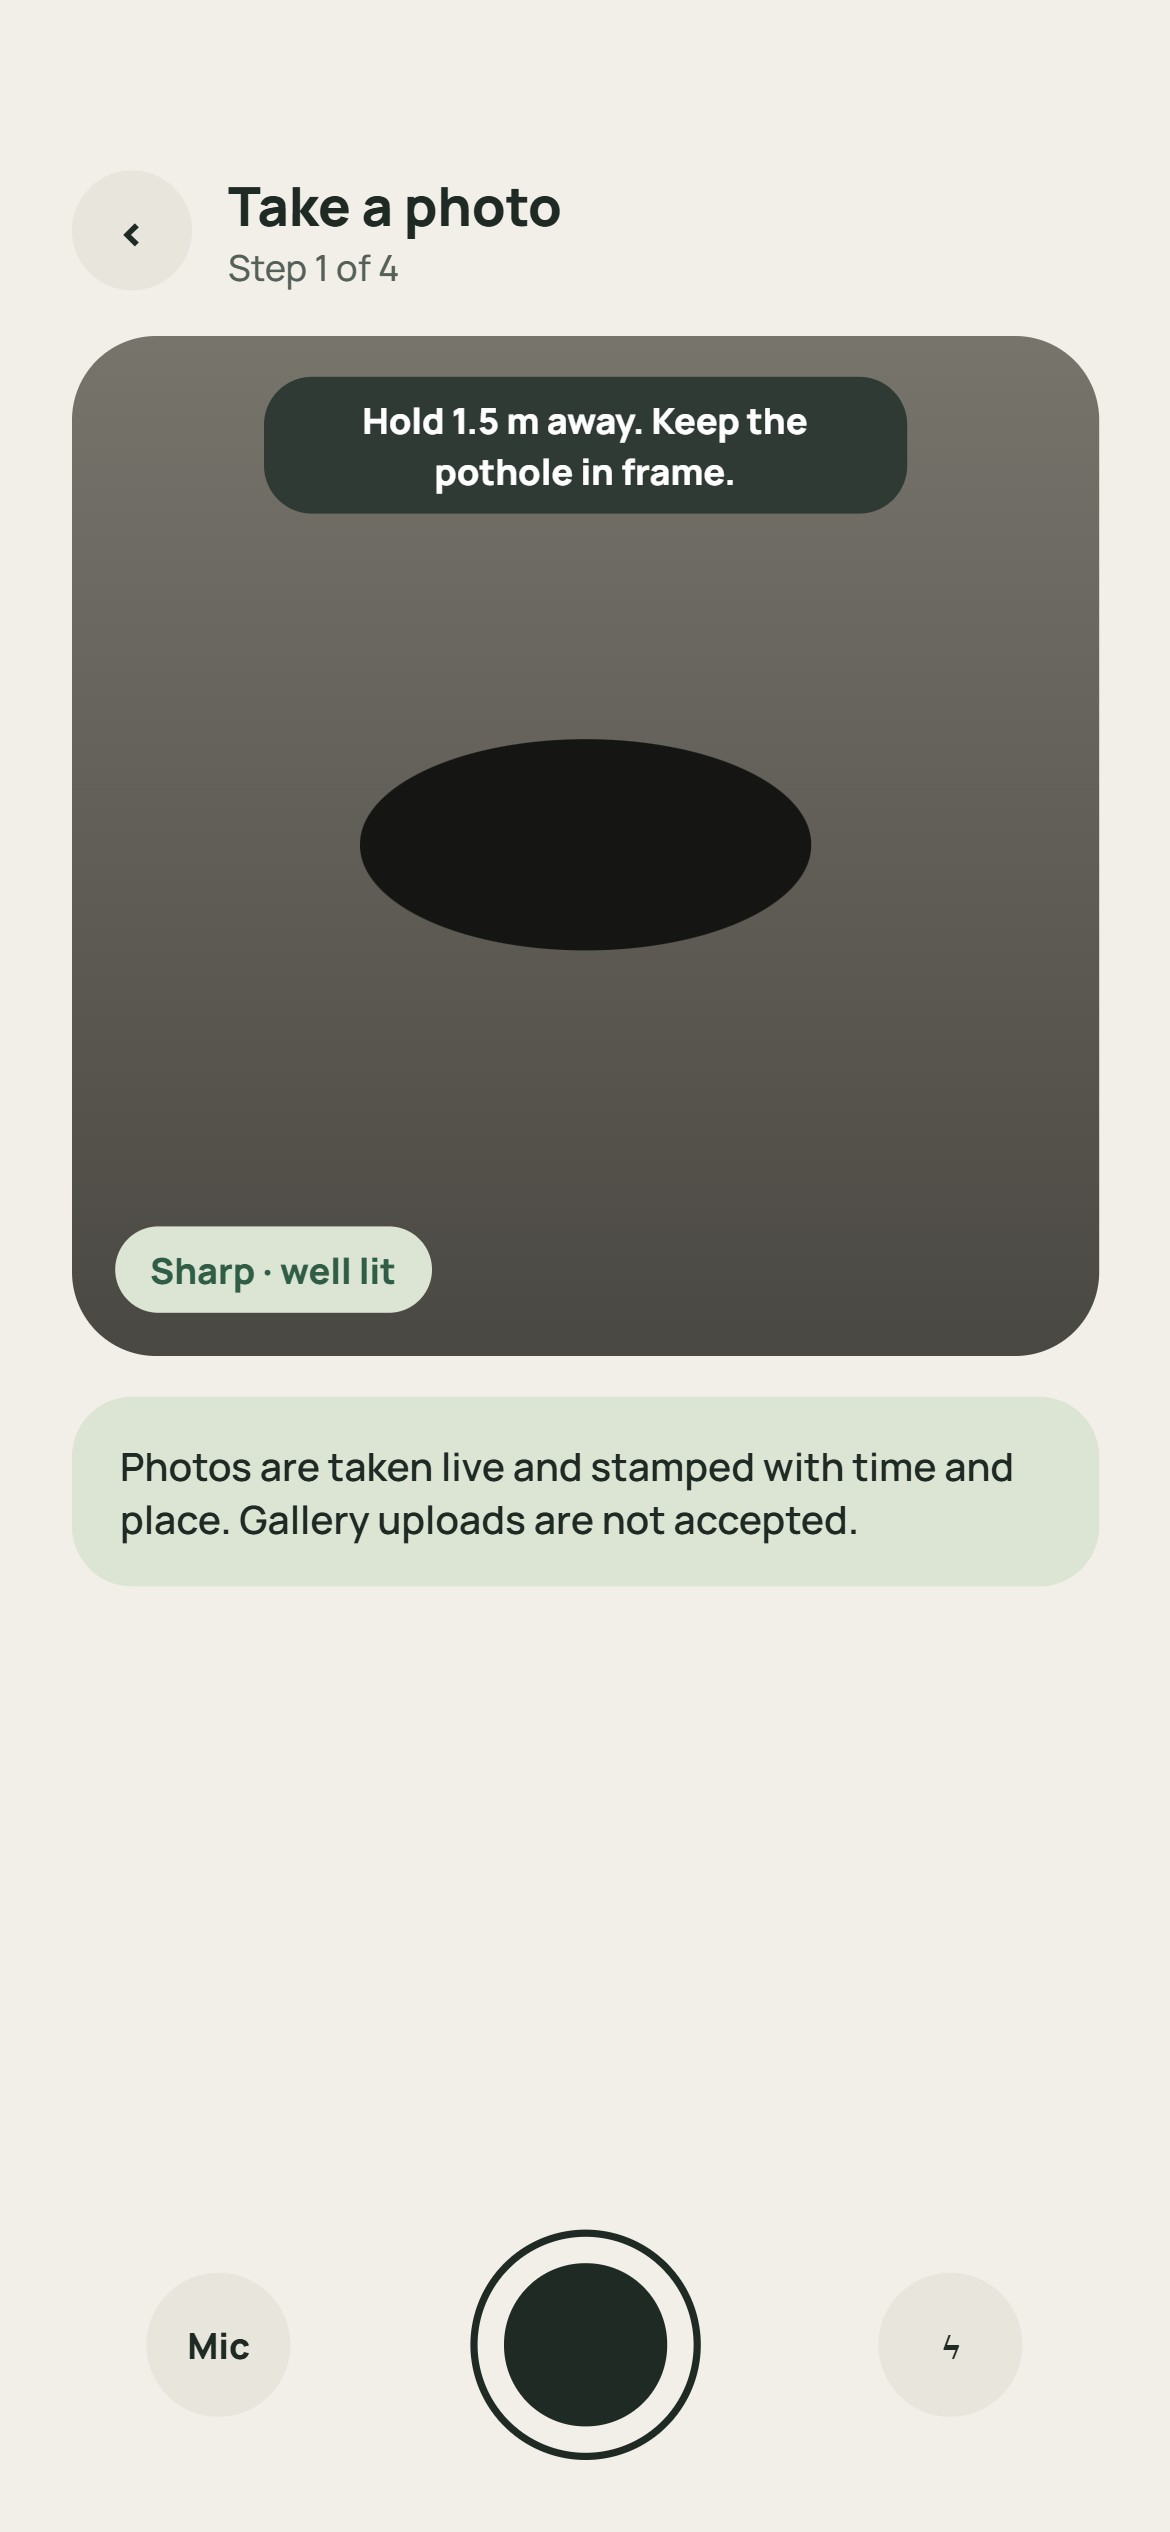 Take a photo
Step 1 of 4
Hold 1.5 m away. Keep the
pothole in frame.
Sharp · well lit
Photos are taken live and stamped with time and
place. Gallery uploads are not accepted.
Mic